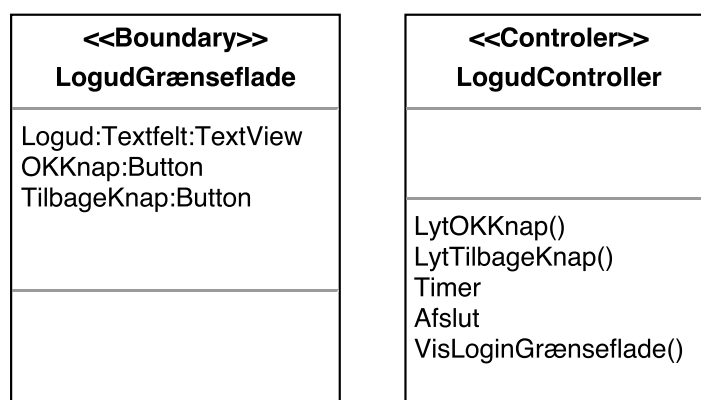 <<Boundary>>
LogudGrænseflade
Logud:Textfelt:TextView
OKKnap:Button
TilbageKnap:Button
<<Controler>>
LogudController
LytOKKnap()
LytTilbageKnap()
Timer
Afslut
VisLoginGrænseflade()